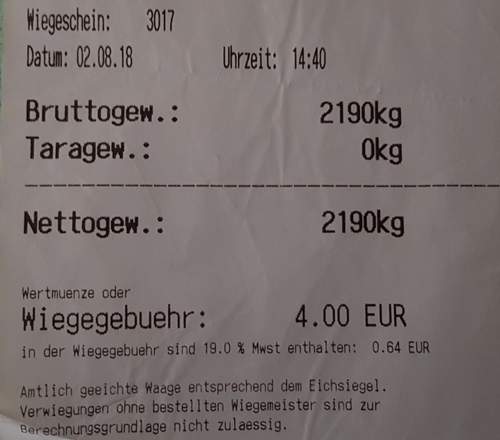 Wiegeschein: 3017
Datum: 02.08.18 Uhrzeit: 14:40
Bruttogew.: 2190kg
Taragew.: 0kg
Nettogew.: 2190kg
Wertmuenze oder
Wiegegebuehr: 4.00 EUR
in der Wiegegebuehr sind 19.0 % Mwst enthalten: 0.64 EUR
Amtlich geeichte Waage entsprechend dem Eichsiegel.
Verwiegungen ohne bestellten Wiegemeister sind zur
Berechnungsgrundlage nicht zulaessig.